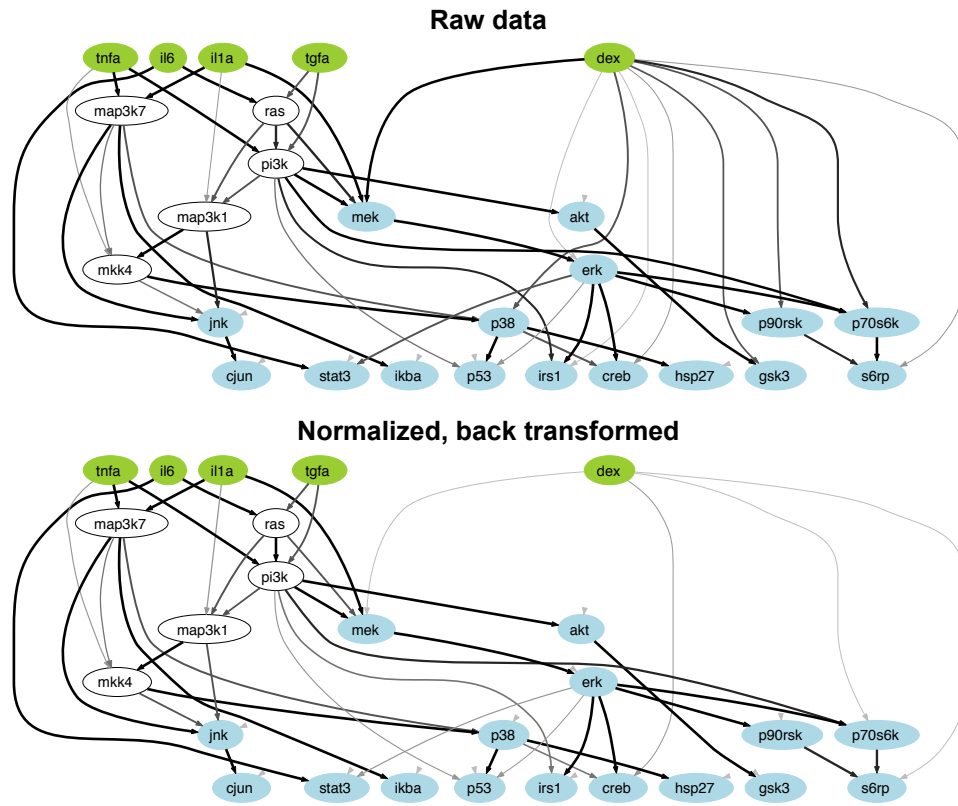 Raw data
tnfa il6 il1a tgfa dex
map3k7 ras
pi3k
map3k1 mek akt
mkk4 erk
jnk p38 p90rsk p70s6k
cjun stat3 ikba p53 irs1 creb hsp27 gsk3 s6rp
Normalized, back transformed
tnfa il6 il1a tgfa dex
map3k7 ras
pi3k
map3k1 mek akt
mkk4 erk
jnk p38 p90rsk p70s6k
cjun stat3 ikba p53 irs1 creb hsp27 gsk3 s6rp